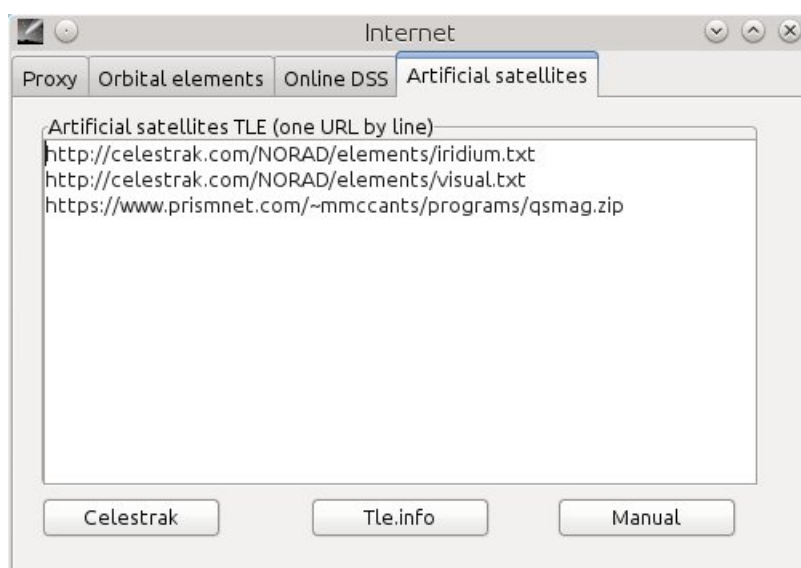 Internet
Proxy Orbital elements Online DSS Artificial satellites
Artificial satellites TLE (one URL by line)
http://celestrak.com/NORAD/elements/iridium.txt
http://celestrak.com/NORAD/elements/visual.txt
https://www.prismnet.com/~mmccants/programs/qsmag.zip
Celestrak Tle.info Manual